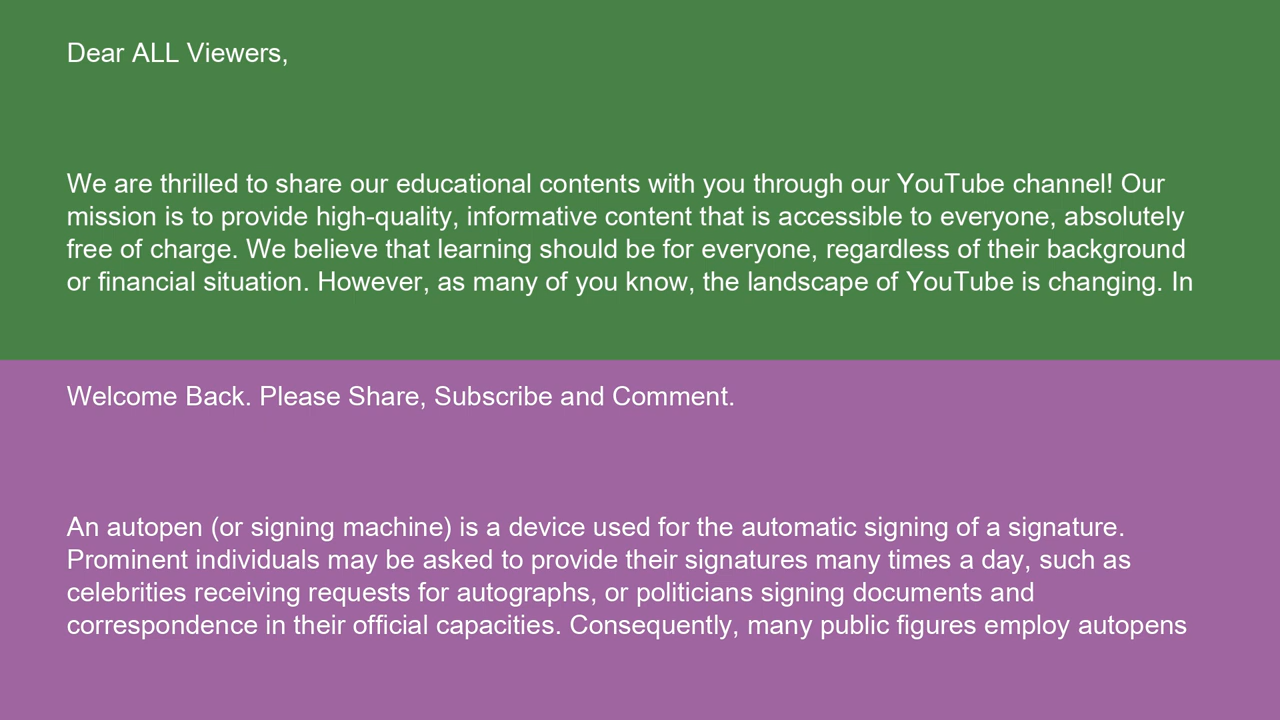 Dear ALL Viewers,
We are thrilled to share our educational contents with you through our YouTube channel! Our
mission is to provide high-quality, informative content that is accessible to everyone, absolutely
free of charge. We believe that learning should be for everyone, regardless of their background
or financial situation. However, as many of you know, the landscape of YouTube is changing. In
Welcome Back. Please Share, Subscribe and Comment.
An autopen (or signing machine) is a device used for the automatic signing of a signature.
Prominent individuals may be asked to provide their signatures many times a day, such as
celebrities receiving requests for autographs, or politicians signing documents and
correspondence in their official capacities. Consequently, many public figures employ autopens